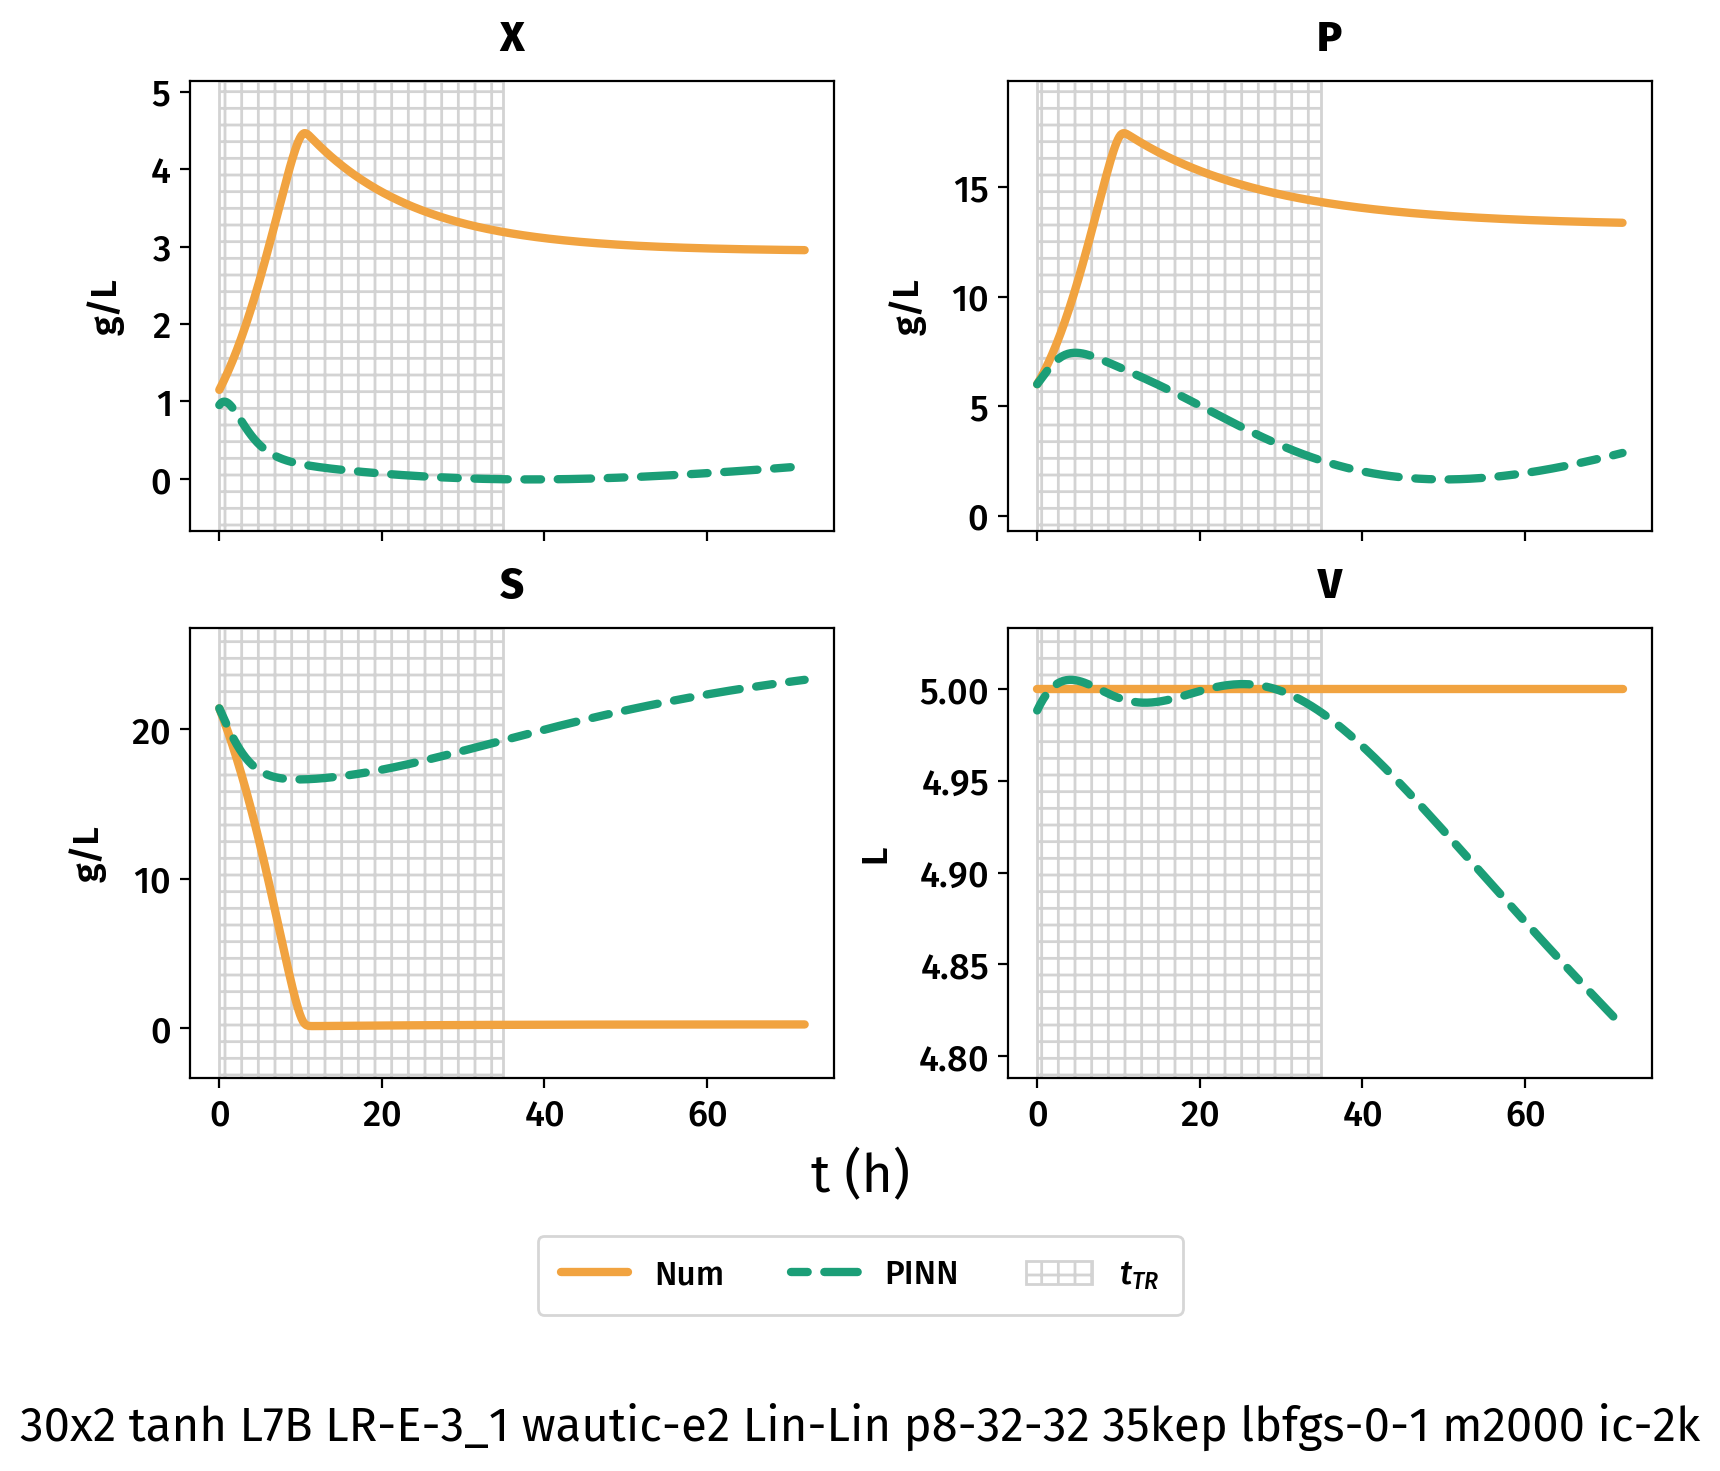 X
P
5
4
3
2
1
0
g/L
15
10
5
0
g/L
S
V
20
10
0
g/L
5.00
4.95
4.90
4.85
4.80
L
0 20 40 60
0 20 40 60
t (h)
Num PINN tTR
30x2 tanh L7B LR-E-3_1 wautic-e2 Lin-Lin p8-32-32 35kep lbfgs-0-1 m2000 ic-2k